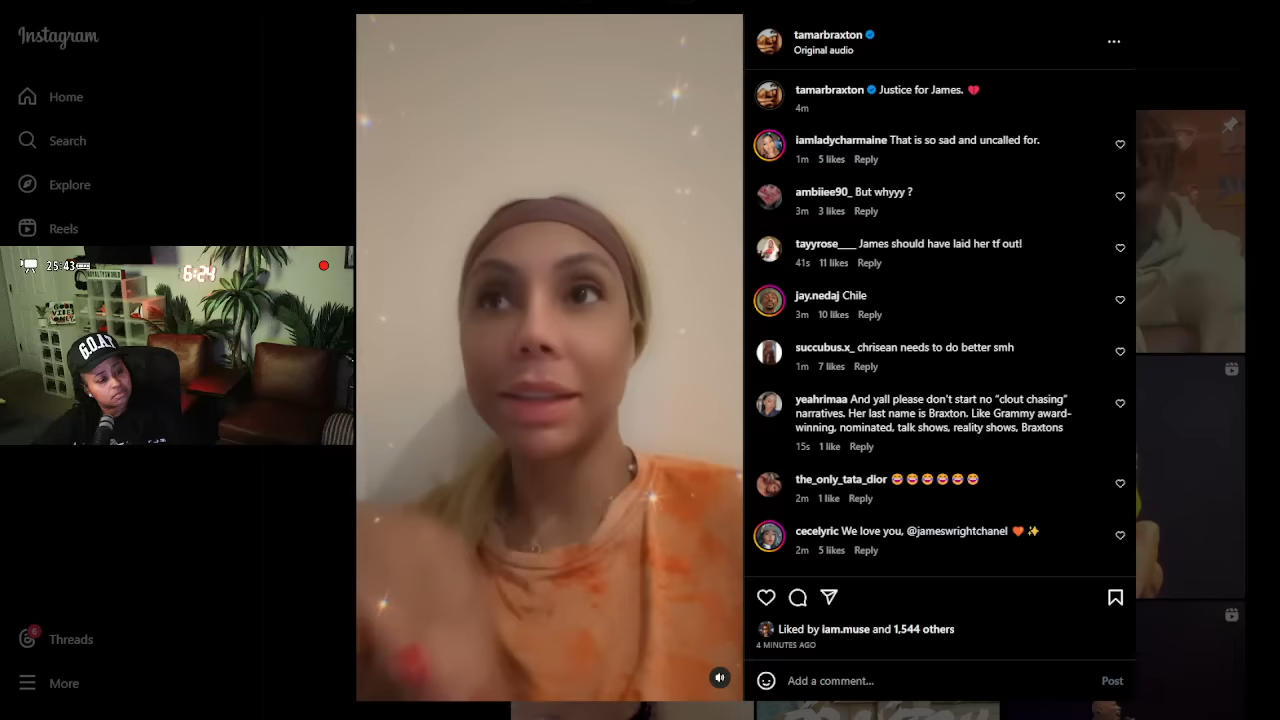 Instagram
Home
Search
Explore
Reels
25:43
6:24
GOOD
VIBES
ONLY
G.O.A.T
6
Threads
More
tamarbraxton
Original audio
tamarbraxton Justice for James. 💔
4m
iamladycharmaine That is so sad and uncalled for.
1m 5 likes Reply
ambiiee90_ But whyyy ?
3m 3 likes Reply
tayyrose___ James should have laid her tf out!
41s 11 likes Reply
jay.nedaj Chile
3m 10 likes Reply
succubus.x_ chrisean needs to do better smh
1m 7 likes Reply
yeahrimaa And yall please don't start no "clout chasing"
narratives. Her last name is Braxton. Like Grammy award-
winning, nominated, talk shows, reality shows, Braxtons
15s 1 like Reply
the_only_tata_dior 😂😂😂😂😂😂
2m 1 like Reply
cecelyric We love you, @jameswrightchanel ❤️✨
2m 5 likes Reply
Liked by iam.muse and 1,544 others
4 MINUTES AGO
Add a comment...
Post